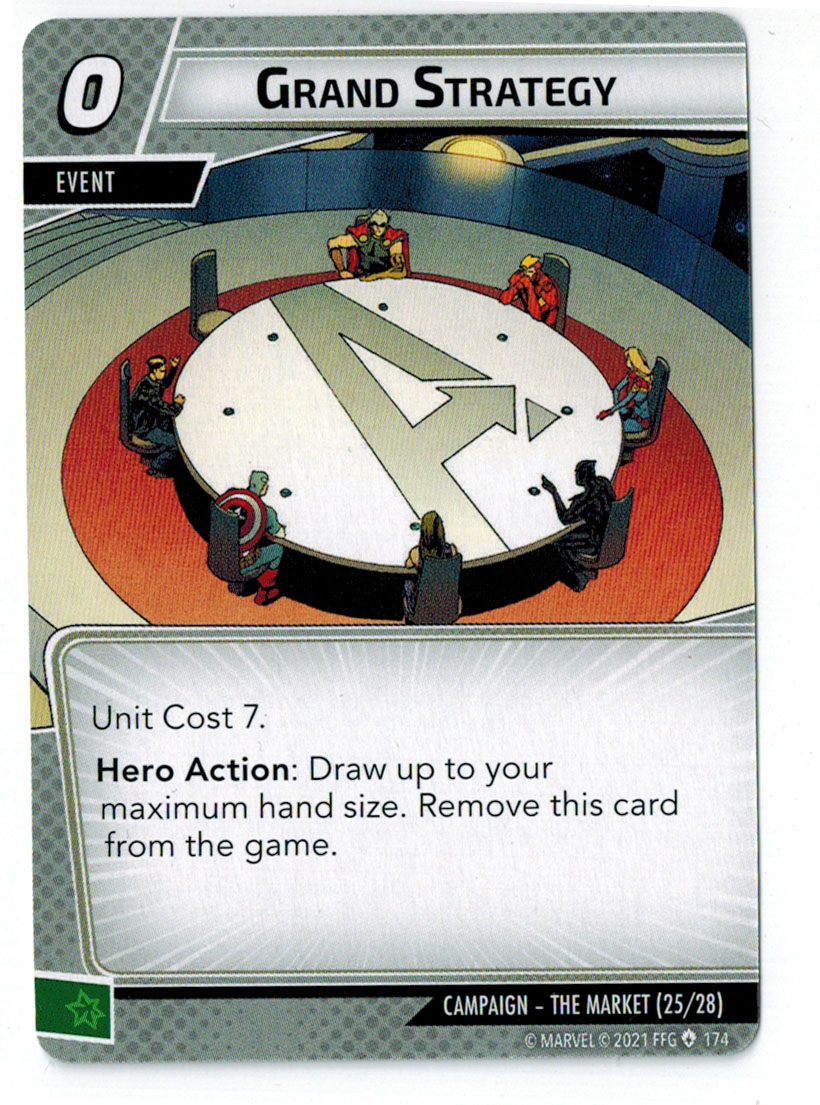 0
GRAND STRATEGY
EVENT
Unit Cost 7.
Hero Action: Draw up to your
maximum hand size. Remove this card
from the game.
CAMPAIGN – THE MARKET (25/28)
© MARVEL © 2021 FFG 174